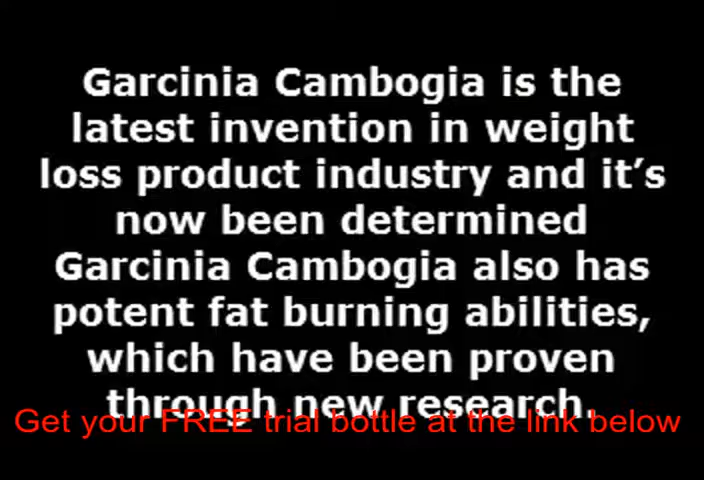 Garcinia Cambogia is the
latest invention in weight
loss product industry and it’s
now been determined
Garcinia Cambogia also has
potent fat burning abilities,
which have been proven
through new research.
Get your FREE trial bottle at the link below